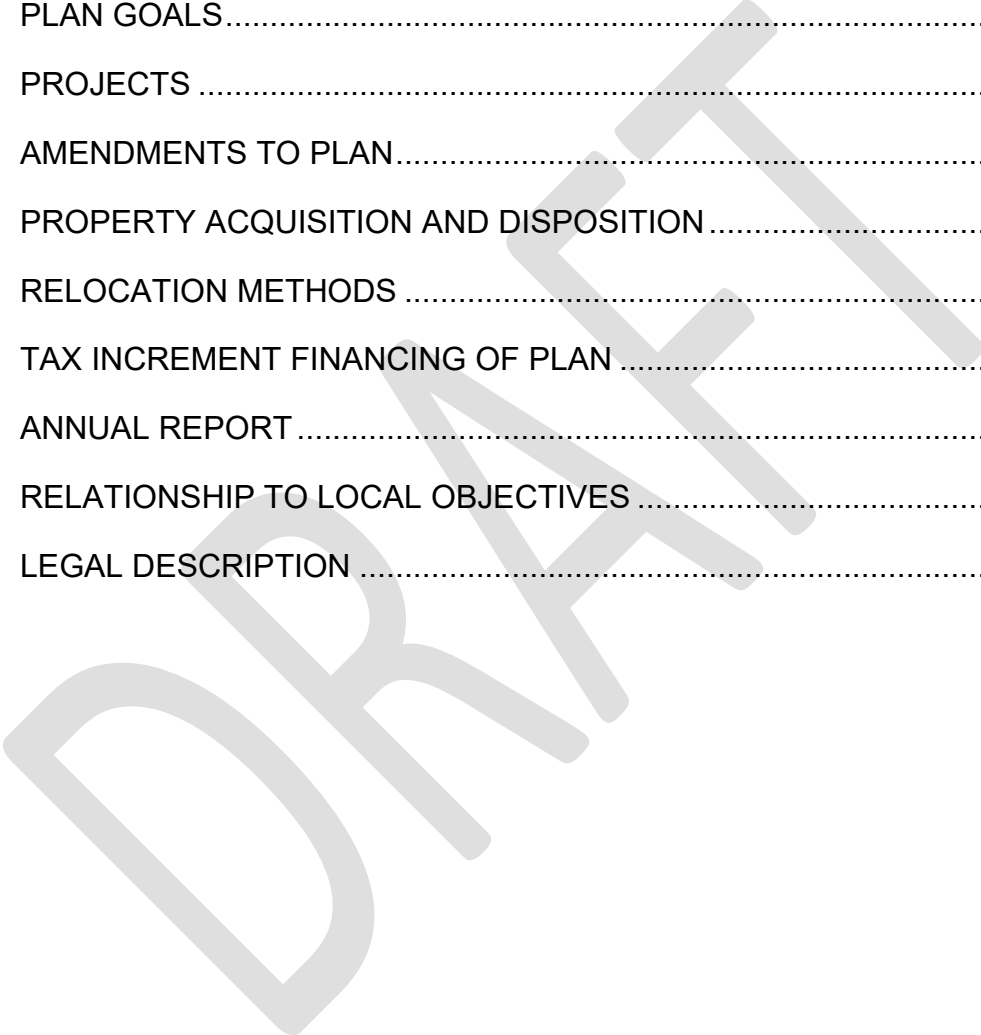 PLAN GOALS................................................................................
PROJECTS ....................................................................................
AMENDMENTS TO PLAN..............................................................
PROPERTY ACQUISITION AND DISPOSITION..............................
RELOCATION METHODS ..............................................................
TAX INCREMENT FINANCING OF PLAN ......................................
ANNUAL REPORT..........................................................................
RELATIONSHIP TO LOCAL OBJECTIVES ....................................
LEGAL DESCRIPTION ...................................................................
DRAFT